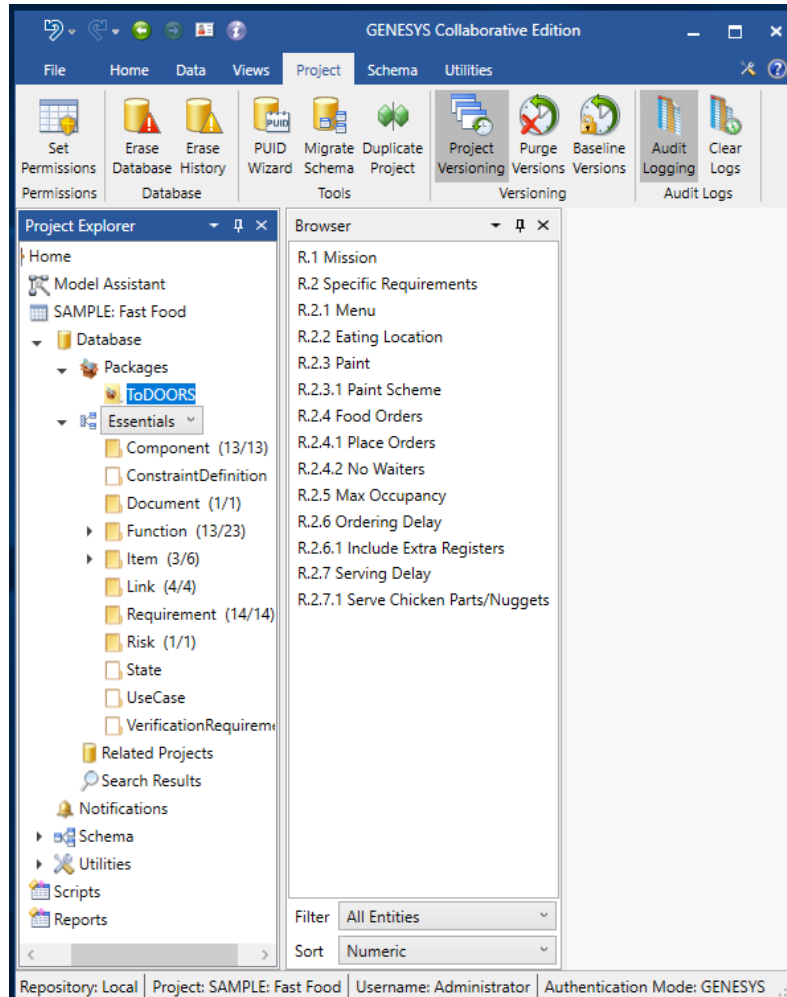 GENESYS Collaborative Edition
File Home Data Views Project Schema Utilities
Set Permissions
Erase Database
Erase History
PUID
PUID Wizard
Migrate Schema
Duplicate Project
Project Versioning
Purge Versions
Baseline Versions
Audit Logging
Clear Logs
Permissions Database Tools Versioning Audit Logs
Project Explorer
Home
Model Assistant
SAMPLE: Fast Food
Database
Packages
ToDOORS
Essentials
Component (13/13)
ConstraintDefinition
Document (1/1)
Function (13/23)
Item (3/6)
Link (4/4)
Requirement (14/14)
Risk (1/1)
State
UseCase
VerificationRequireme
Related Projects
Search Results
Notifications
Schema
Utilities
Scripts
Reports
Browser
R.1 Mission
R.2 Specific Requirements
R.2.1 Menu
R.2.2 Eating Location
R.2.3 Paint
R.2.3.1 Paint Scheme
R.2.4 Food Orders
R.2.4.1 Place Orders
R.2.4.2 No Waiters
R.2.5 Max Occupancy
R.2.6 Ordering Delay
R.2.6.1 Include Extra Registers
R.2.7 Serving Delay
R.2.7.1 Serve Chicken Parts/Nuggets
Filter All Entities
Sort Numeric
Repository: Local Project: SAMPLE: Fast Food Username: Administrator Authentication Mode: GENESYS